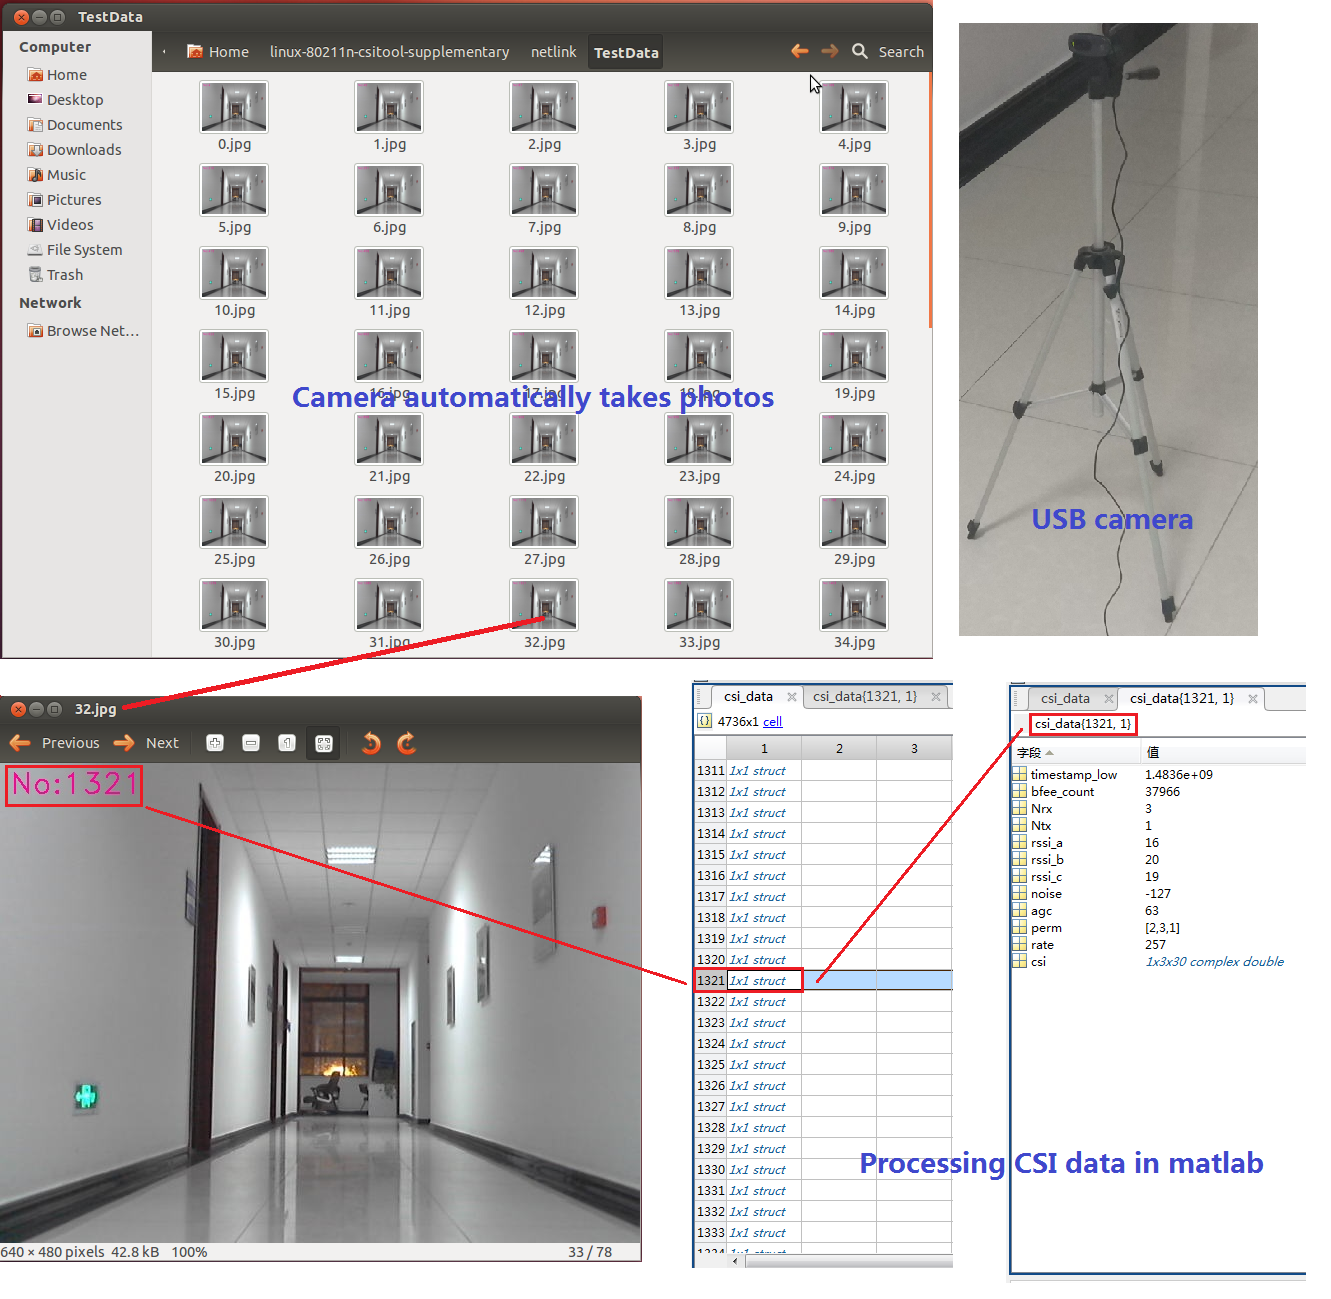 TestData
Computer
Home
Desktop
Documents
Downloads
Music
Pictures
Videos
File System
Trash
Network
Browse Net...
Home linux-80211n-csitool-supplementary netlink TestData Search
0.jpg 1.jpg 2.jpg 3.jpg 4.jpg
5.jpg 6.jpg 7.jpg 8.jpg 9.jpg
10.jpg 11.jpg 12.jpg 13.jpg 14.jpg
15.jpg 16.jpg 17.jpg 18.jpg 19.jpg
Camera automatically takes photos
20.jpg 21.jpg 22.jpg 23.jpg 24.jpg
25.jpg 26.jpg 27.jpg 28.jpg 29.jpg
30.jpg 31.jpg 32.jpg 33.jpg 34.jpg
USB camera
32.jpg
Previous Next
No:1321
640 × 480 pixels 42.8 kB 100% 33 / 78
csi_data csi_data{1321, 1}
4736x1 cell
1 2 3
1311 1x1 struct
1312 1x1 struct
1313 1x1 struct
1314 1x1 struct
1315 1x1 struct
1316 1x1 struct
1317 1x1 struct
1318 1x1 struct
1319 1x1 struct
1320 1x1 struct
1321 1x1 struct
1322 1x1 struct
1323 1x1 struct
1324 1x1 struct
1325 1x1 struct
1326 1x1 struct
1327 1x1 struct
1328 1x1 struct
1329 1x1 struct
1330 1x1 struct
1331 1x1 struct
1332 1x1 struct
1333 1x1 struct
1334 1x1 struct
csi_data csi_data{1321, 1}
csi_data{1321, 1}
字段 值
timestamp_low 1.4836e+09
bfee_count 37966
Nrx 3
Ntx 1
rssi_a 16
rssi_b 20
rssi_c 19
noise -127
agc 63
perm [2,3,1]
rate 257
csi 1x3x30 complex double
Processing CSI data in matlab